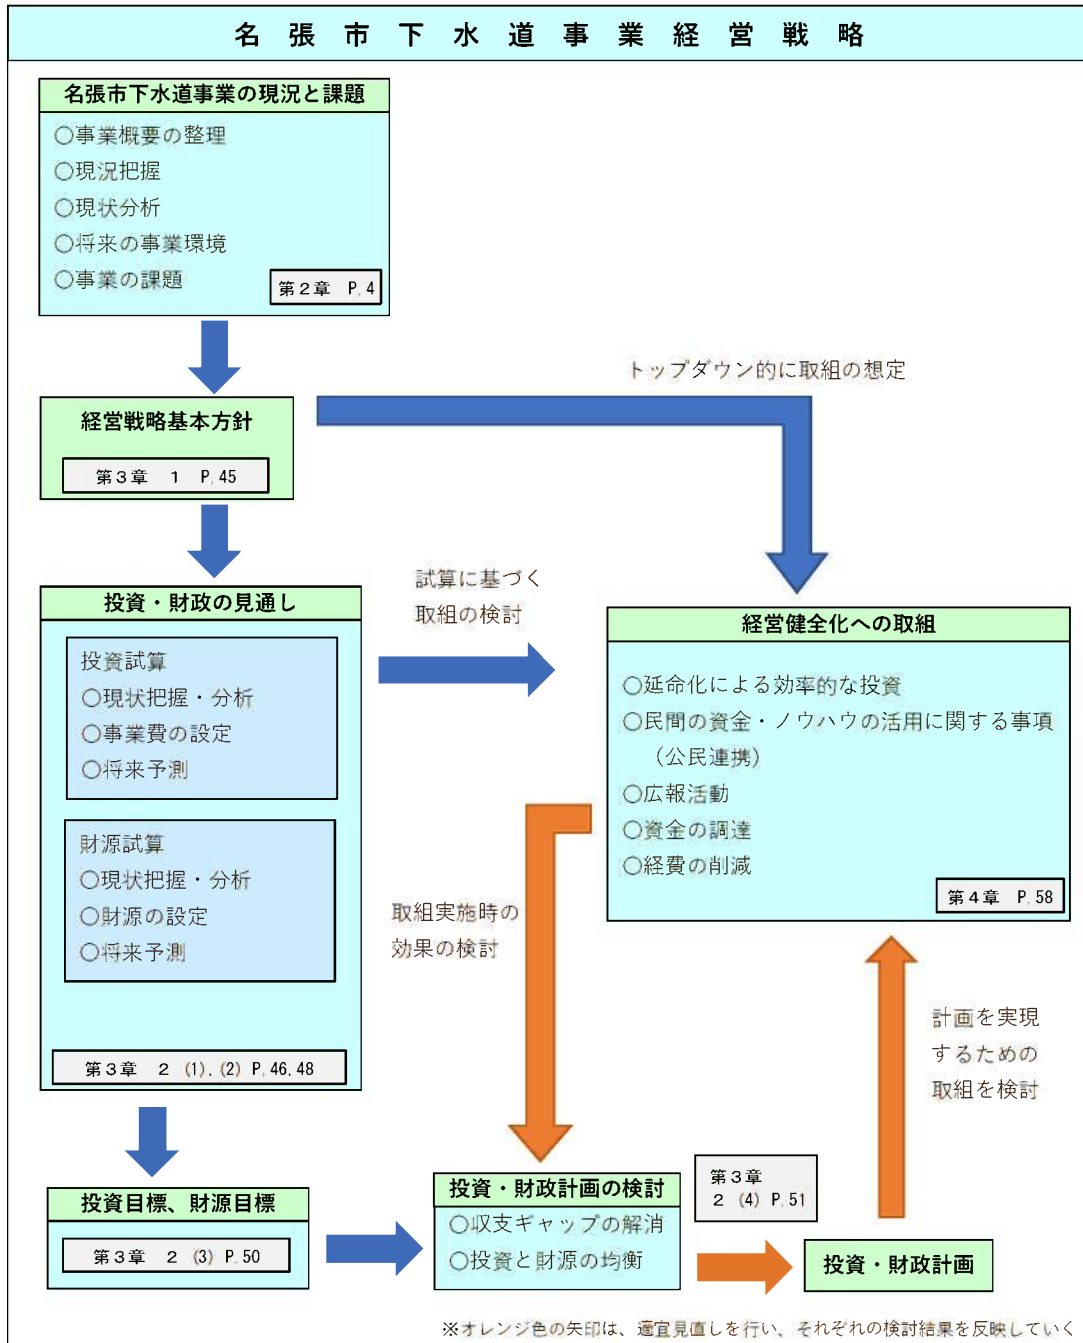 名張市下水道事業経営戦略
名張市下水道事業の現況と課題
○事業概要の整理
○現況把握
○現状分析
○将来の事業環境
○事業の課題
第2章 P.4
トップダウン的に取組の想定
経営戦略基本方針
第3章 1 P.45
試算に基づく
取組の検討
投資・財政の見通し
投資試算
○現状把握・分析
○事業費の設定
○将来予測
財源試算
○現状把握・分析
○財源の設定
○将来予測
第3章 2 (1),(2) P.46,48
経営健全化への取組
○延命化による効率的な投資
○民間の資金・ノウハウの活用に関する事項
（公民連携）
○広報活動
○資金の調達
○経費の削減
第4章 P.58
取組実施時の
効果の検討
計画を実現
するための
取組を検討
投資目標、財源目標
第3章 2 (3) P.50
投資・財政計画の検討
○収支ギャップの解消
○投資と財源の均衡
第3章
2 (4) P.51
投資・財政計画
※オレンジ色の矢印は、適宜見直しを行い、それぞれの検討結果を反映していく